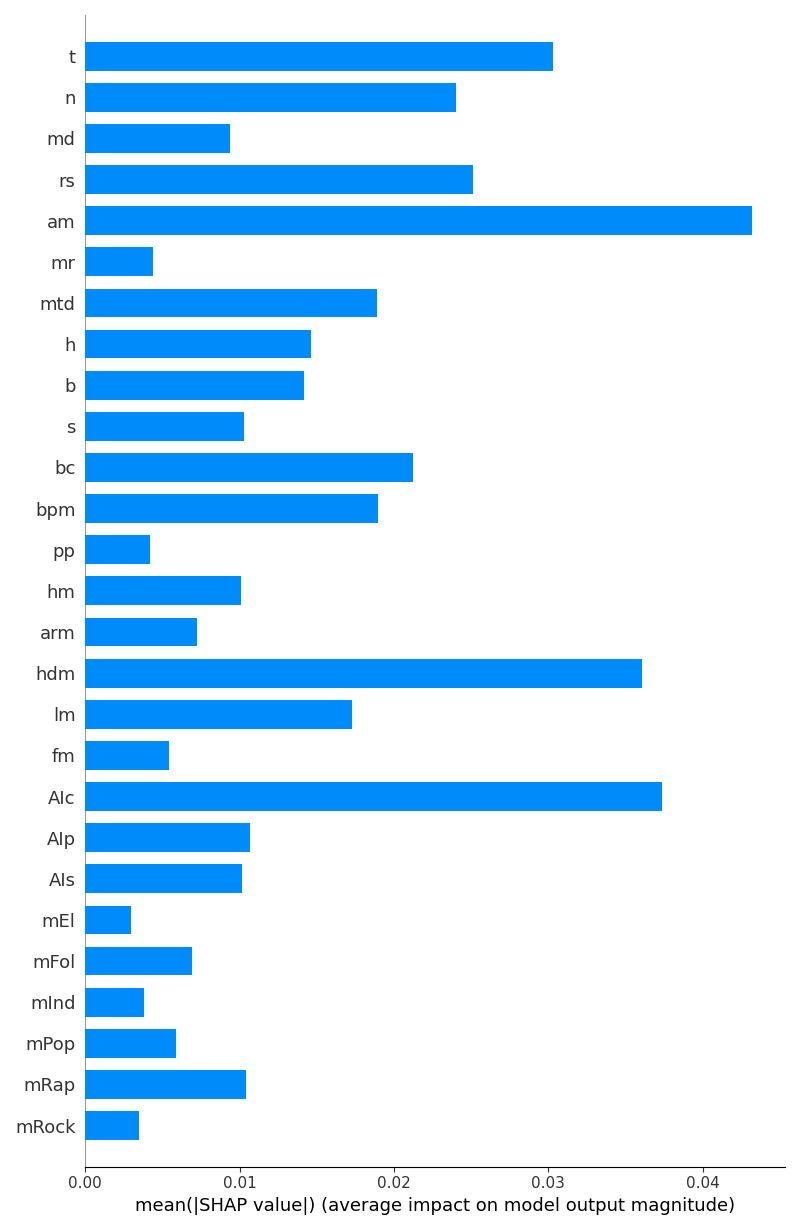 t
n
md
rs
am
mr
mtd
h
b
s
bc
bpm
pp
hm
arm
hdm
lm
fm
AIc
AIp
AIs
mEl
mFol
mInd
mPop
mRap
mRock
0.00 0.01 0.02 0.03 0.04
mean(|SHAP value|) (average impact on model output magnitude)